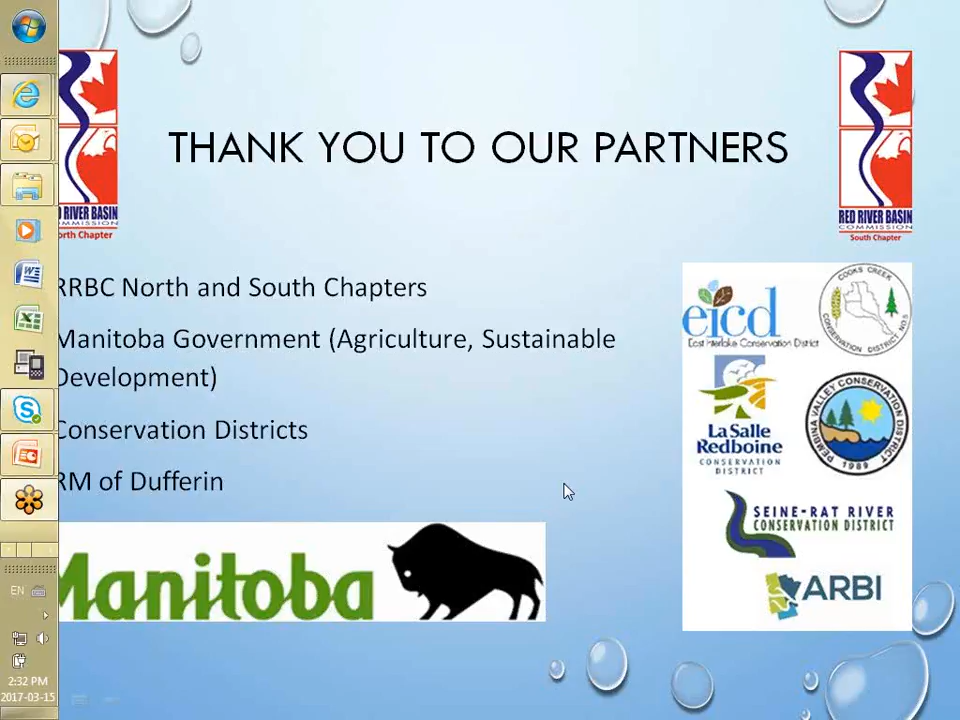 THANK YOU TO OUR PARTNERS
RED RIVER BASIN
COMMISSION
North Chapter
RED RIVER BASIN
COMMISSION
South Chapter
RRBC North and South Chapters
Manitoba Government (Agriculture, Sustainable
Development)
Conservation Districts
RM of Dufferin
Manitoba
eicd
East Interlake Conservation District
COOKS CREEK
CONSERVATION DISTRICT NO.5
La Salle
Redboine
CONSERVATION
DISTRICT
PEMBINA VALLEY CONSERVATION DISTRICT
1989
SEINE-RAT RIVER
CONSERVATION DISTRICT
ARBI
EN
2:32 PM
2017-03-15